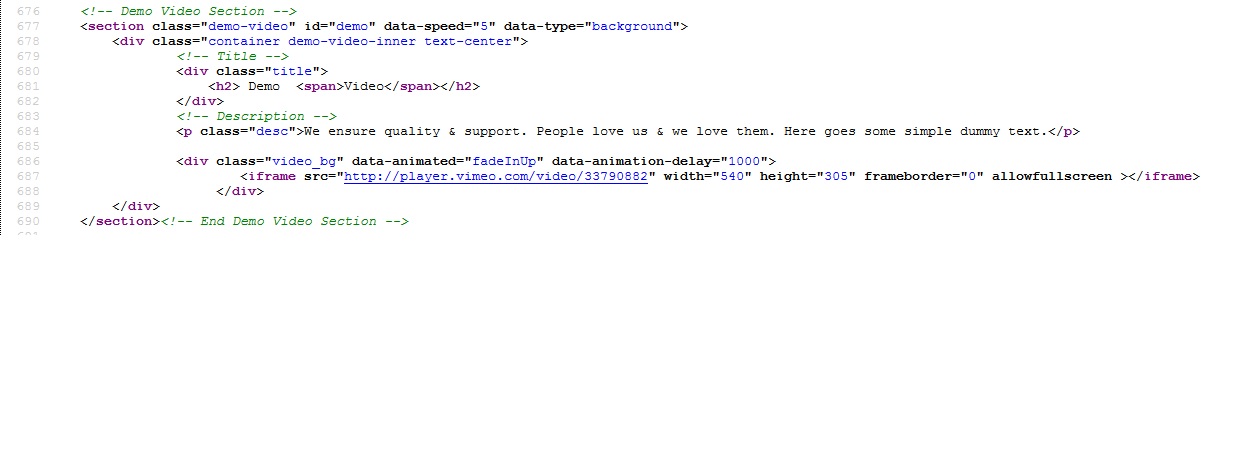 676 <!-- Demo Video Section -->
677 <section class="demo-video" id="demo" data-speed="5" data-type="background">
678 <div class="container demo-video-inner text-center">
679 <!-- Title -->
680 <div class="title">
681 <h2> Demo  <span>Video</span></h2>
682 </div>
683 <!-- Description -->
684 <p class="desc">We ensure quality & support. People love us & we love them. Here goes some simple dummy text.</p>
685
686 <div class="video_bg" data-animated="fadeInUp" data-animation-delay="1000">
687 <iframe src="http://player.vimeo.com/video/33790882" width="540" height="305" frameborder="0" allowfullscreen ></iframe>
688 </div>
689 </div>
690 </section><!-- End Demo Video Section -->